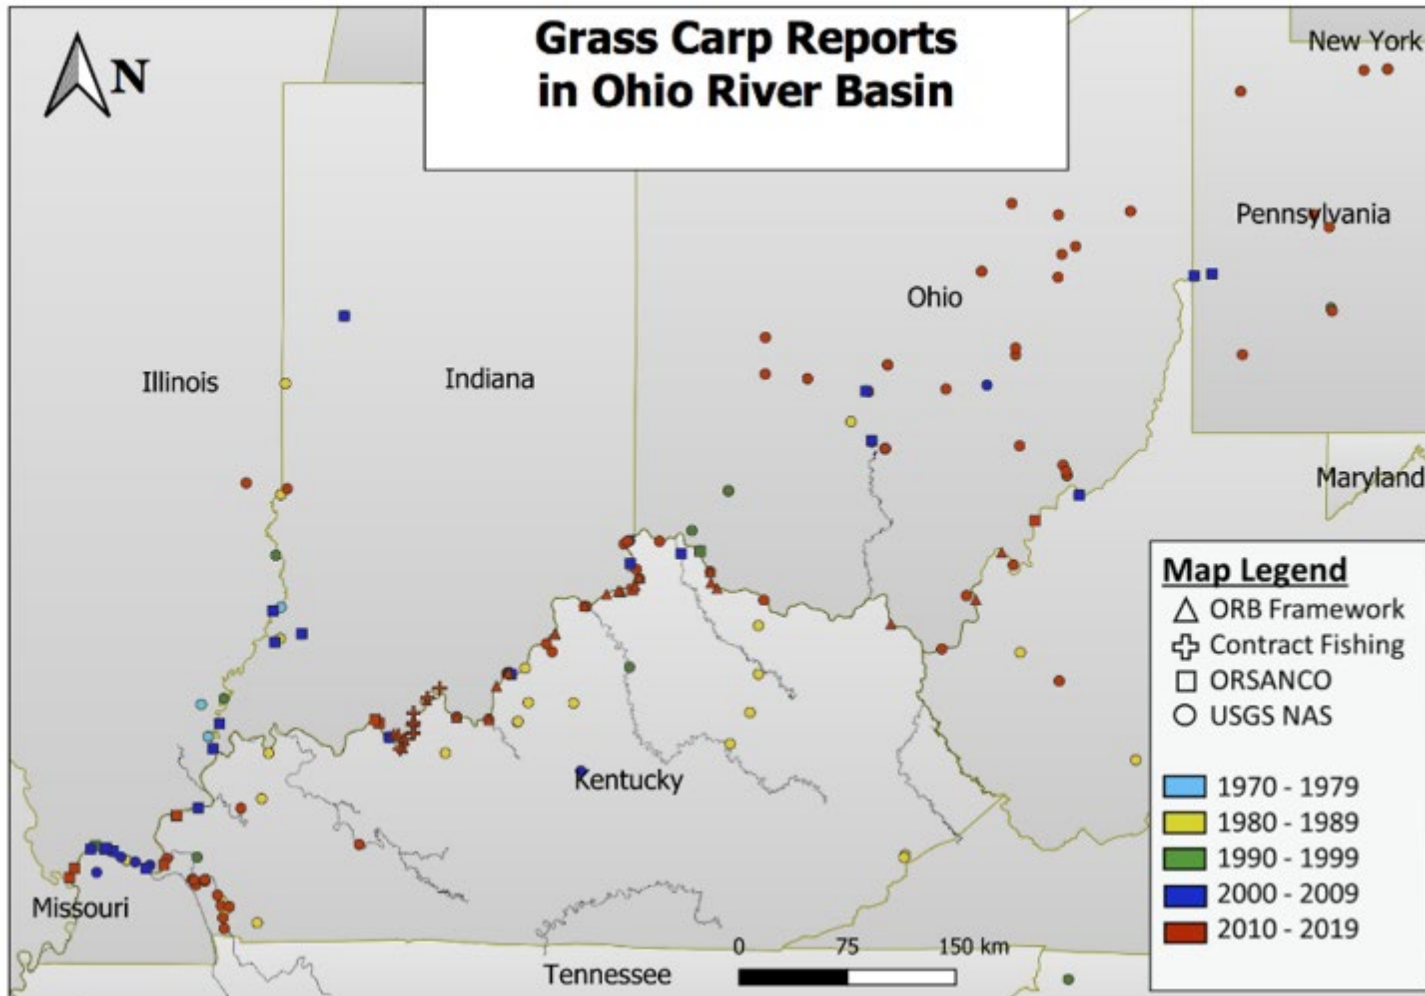 Grass Carp Reports
in Ohio River Basin
N
New York
Pennsylvania
Ohio
Illinois
Indiana
Maryland
Kentucky
Missouri
Tennessee
0 75 150 km
Map Legend
ORB Framework
Contract Fishing
ORSANCO
USGS NAS
1970 - 1979
1980 - 1989
1990 - 1999
2000 - 2009
2010 - 2019